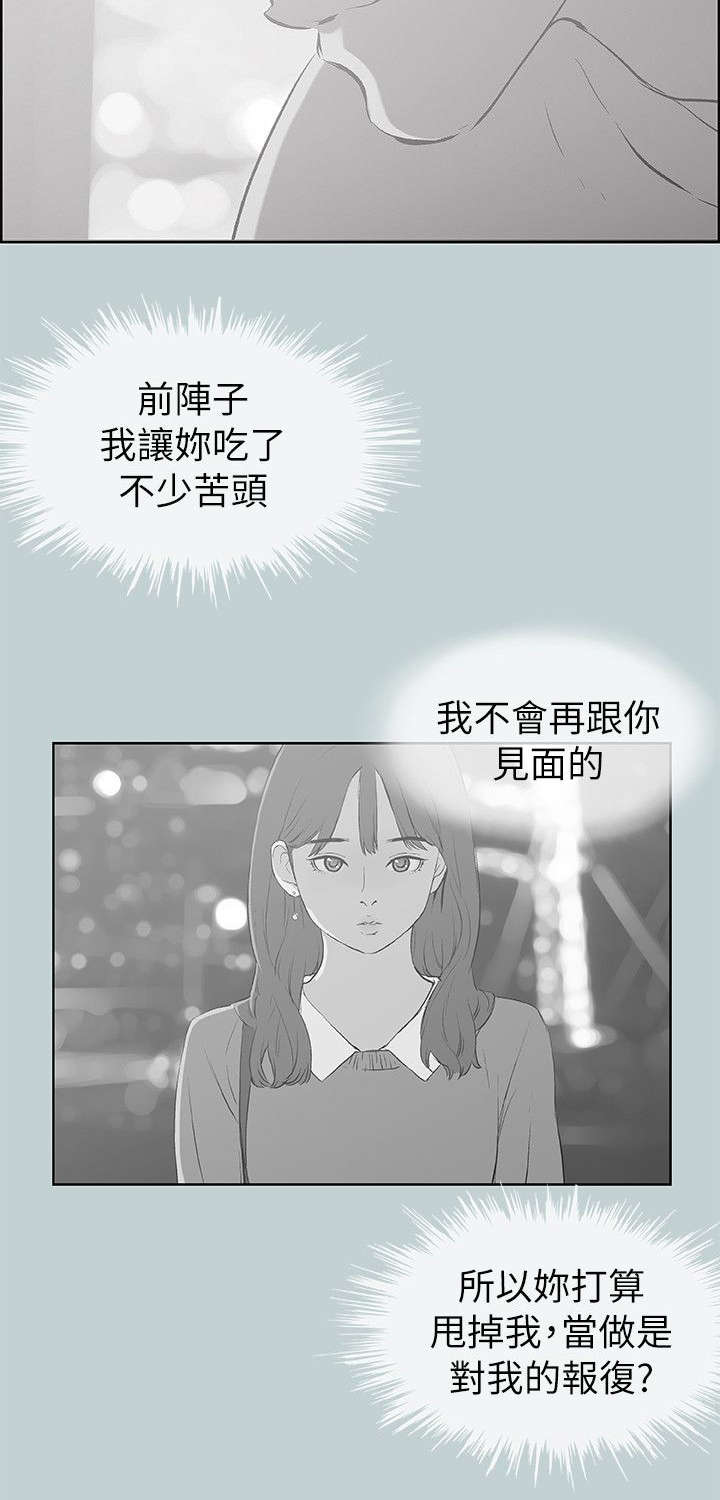 前陣子
我讓妳吃了
不少苦頭
我不會再跟你
見面的
所以妳打算
甩掉我，當做是
對我的報復?